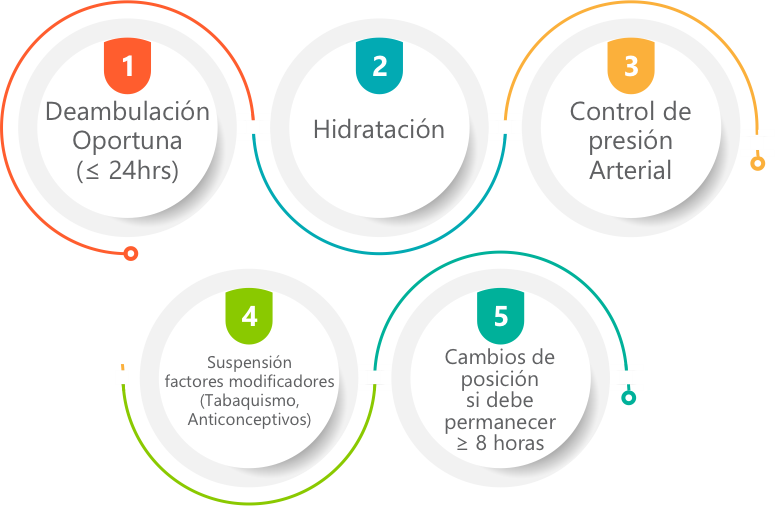 1
Deambulación
Oportuna
(≤ 24hrs)
2
Hidratación
3
Control de
presión
Arterial
4
Suspensión
factores modificadores
(Tabaquismo,
Anticonceptivos)
5
Cambios de
posición
si debe
permanecer
≥ 8 horas